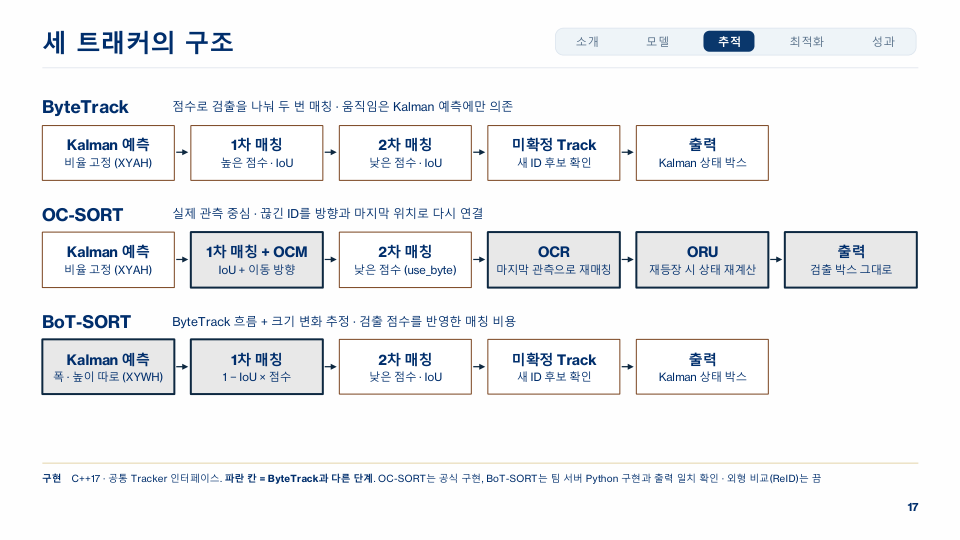 세 트래커의 구조
소개 모델 추적 최적화 성과
ByteTrack 점수로 검출을 나눠 두 번 매칭 · 움직임은 Kalman 예측에만 의존
Kalman 예측 1차 매칭 2차 매칭 미확정 Track 출력
비율 고정 (XYAH) 높은 점수 · IoU 낮은 점수 · IoU 새 ID 후보 확인 Kalman 상태 박스
OC-SORT 실제 관측 중심 · 끊긴 ID를 방향과 마지막 위치로 다시 연결
Kalman 예측 1차 매칭 + OCM 2차 매칭 OCR ORU 출력
비율 고정 (XYAH) IoU + 이동 방향 낮은 점수 (use_byte) 마지막 관측으로 재매칭 재등장 시 상태 재계산 검출 박스 그대로
BoT-SORT ByteTrack 흐름 + 크기 변화 추정 · 검출 점수를 반영한 매칭 비용
Kalman 예측 1차 매칭 2차 매칭 미확정 Track 출력
폭 · 높이 따로 (XYWH) 1 − IoU × 점수 낮은 점수 · IoU 새 ID 후보 확인 Kalman 상태 박스
구현 C++17 · 공통 Tracker 인터페이스. 파란 칸 = ByteTrack과 다른 단계. OC-SORT는 공식 구현, BoT-SORT는 팀 서버 Python 구현과 출력 일치 확인 · 외형 비교(ReID)는 끔
17